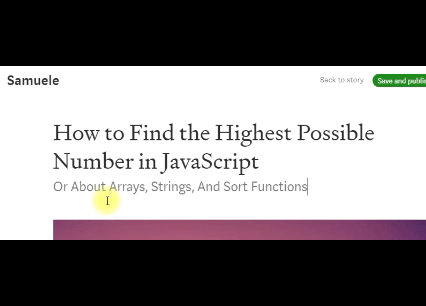 Samuele
Back to story
Save and publis
How to Find the Highest Possible
Number in JavaScript
Or About Arrays, Strings, And Sort Functions